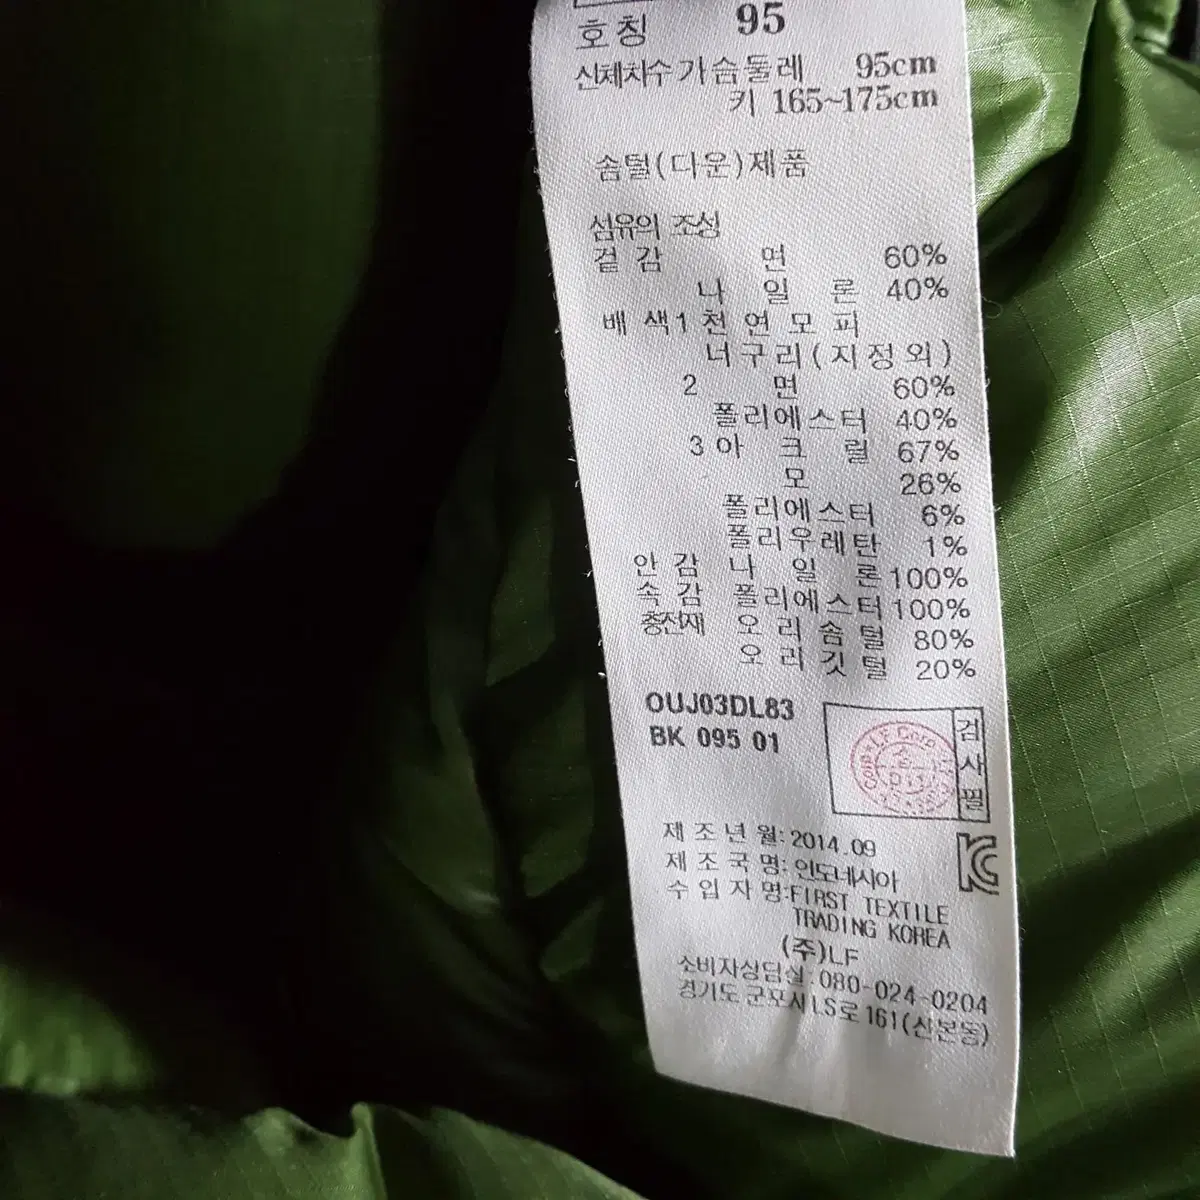 호칭 95
신체치수 가슴둘레 95cm
키 165~175cm
솜털(다운)제품
섬유의 조성
겉감 면 60%
나일론 40%
배색1 천연모피
너구리(지정외)
2 면 60%
폴리에스터 40%
3 아크릴 67%
모 26%
폴리에스터 6%
폴리우레탄 1%
안감 나일론 100%
속감 폴리에스터 100%
충전재 오리솜털 80%
오리깃털 20%
OUJ03DL83
BK 095 01
검사필
제조년월: 2014.09
제조국명: 인도네시아
수입자명: FIRST TEXTILE
TRADING KOREA
(주)LF
소비자상담실. 080-024-0204
경기도 군포시 LS로 161(산본동)